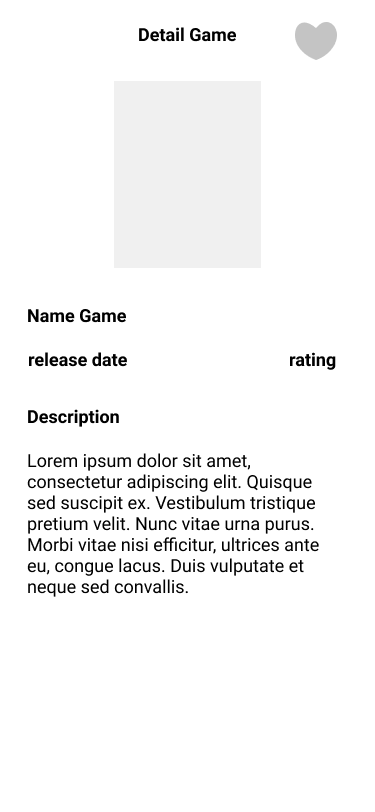 Detail Game
Name Game
release date rating
Description
Lorem ipsum dolor sit amet,
consectetur adipiscing elit. Quisque
sed suscipit ex. Vestibulum tristique
pretium velit. Nunc vitae urna purus.
Morbi vitae nisi efficitur, ultrices ante
eu, congue lacus. Duis vulputate et
neque sed convallis.